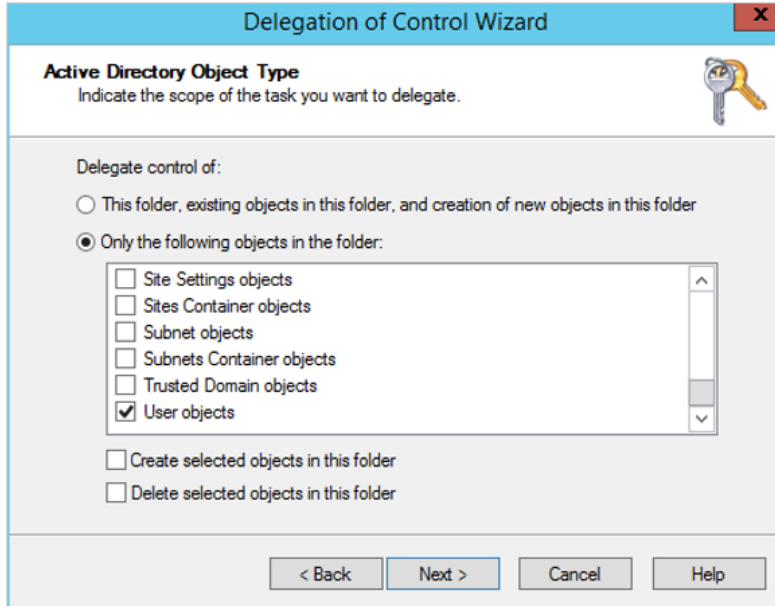 Delegation of Control Wizard
x
Active Directory Object Type
Indicate the scope of the task you want to delegate.
Delegate control of:
This folder, existing objects in this folder, and creation of new objects in this folder
Only the following objects in the folder:
Site Settings objects
Sites Container objects
Subnet objects
Subnets Container objects
Trusted Domain objects
User objects
Create selected objects in this folder
Delete selected objects in this folder
< Back Next > Cancel Help